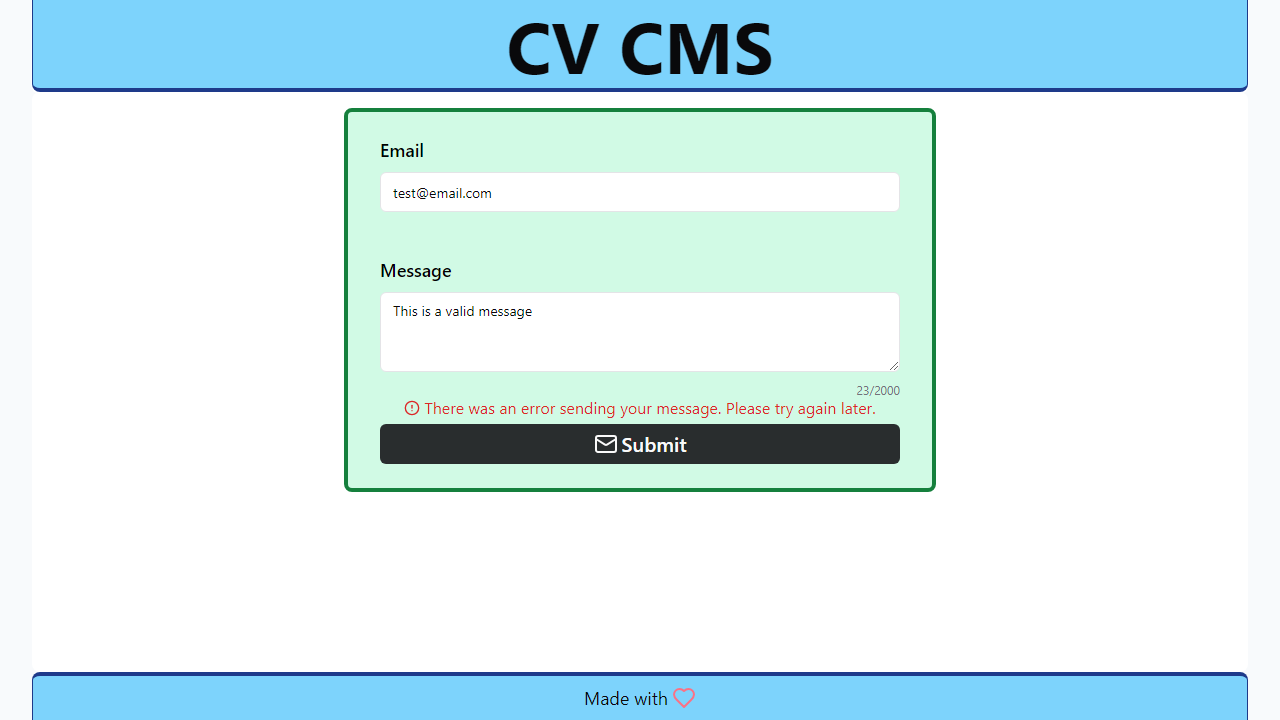 CV CMS
Email
test@email.com
Message
This is a valid message
23/2000
There was an error sending your message. Please try again later.
Submit
Made with